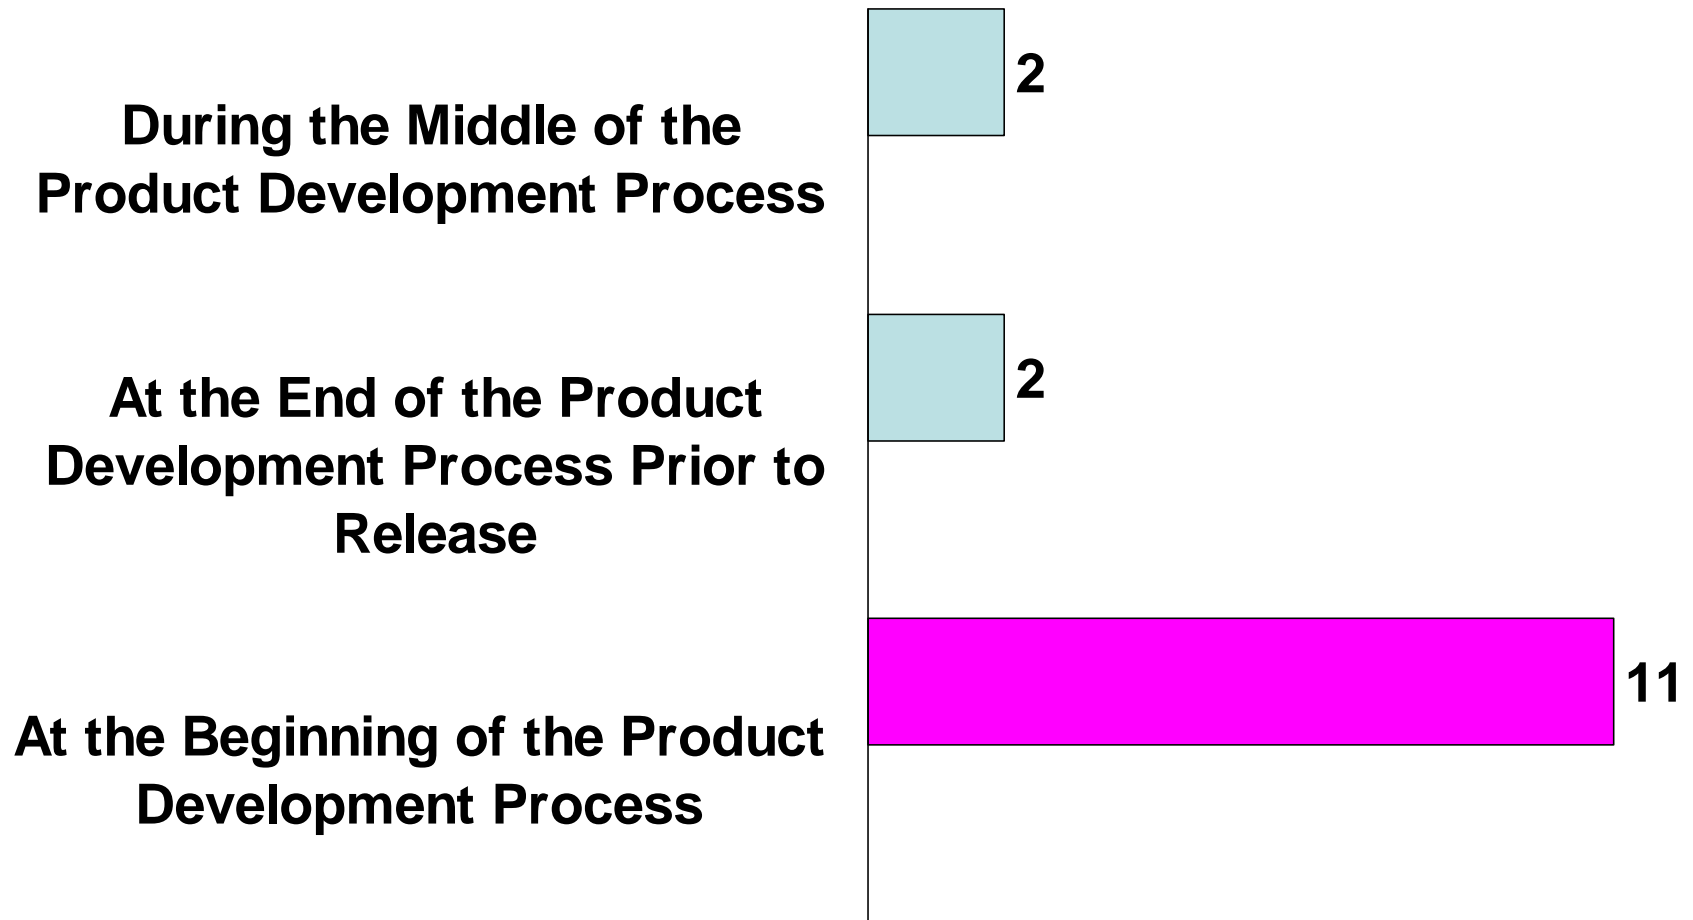 2
During the Middle of the
Product Development Process
2
At the End of the Product
Development Process Prior to
Release
11
At the Beginning of the Product
Development Process